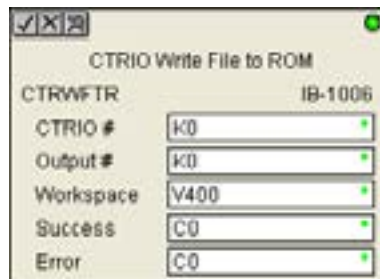 CTRIO Write File to ROM
CTRWFTR IB-1006
CTRIO # K0
Output # K0
Workspace V400
Success C0
Error C0